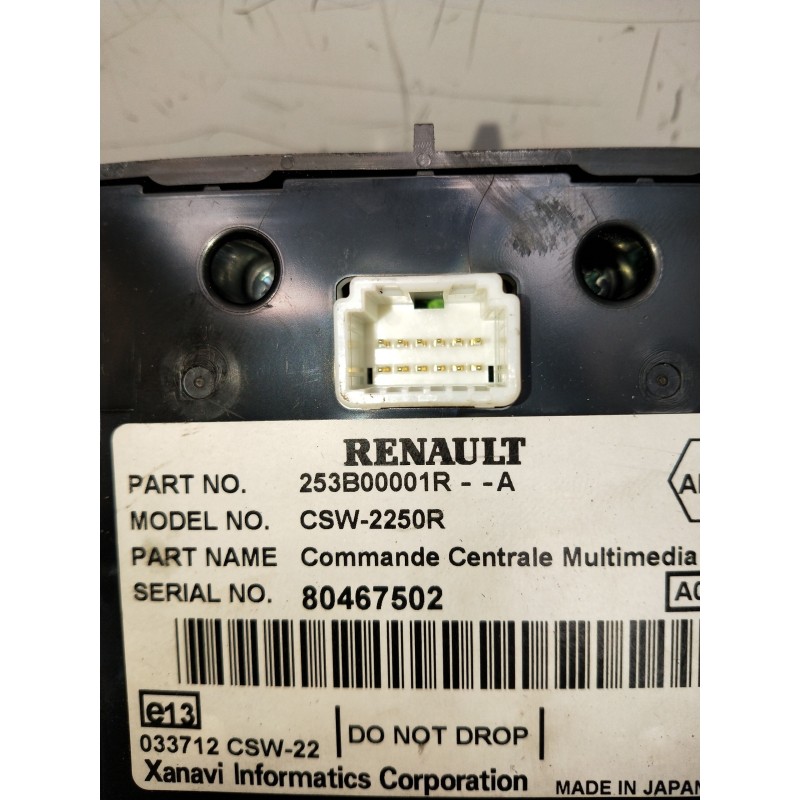 RENAULT
PART NO. 253B00001R - -A
MODEL NO. CSW-2250R
PART NAME Commande Centrale Multimedia
SERIAL NO. 80467502
e13
033712 CSW-22
DO NOT DROP
Xanavi Informatics Corporation
MADE IN JAPAN